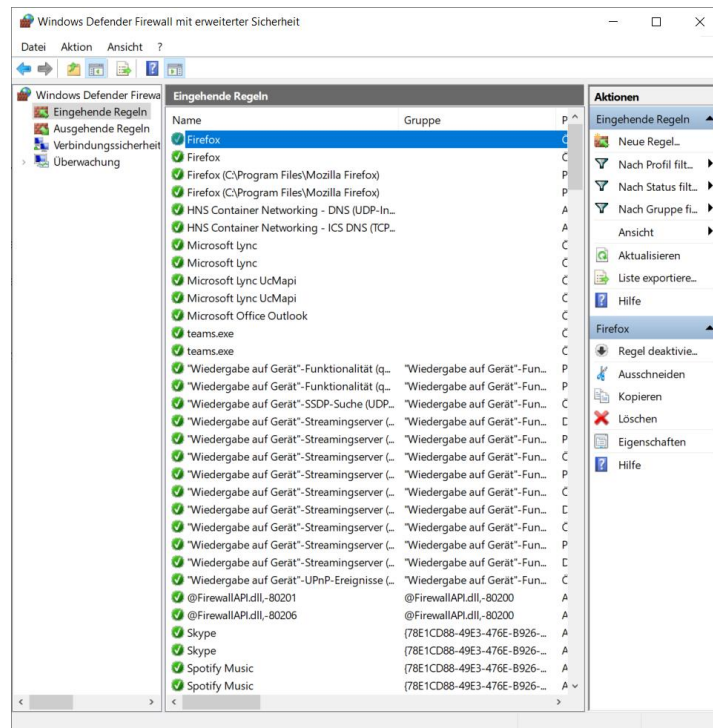 Windows Defender Firewall mit erweiterter Sicherheit
Datei Aktion Ansicht ?
Windows Defender Firewa
Eingehende Regeln
Ausgehende Regeln
Verbindungssicherheit
Überwachung
Eingehende Regeln
Name Gruppe P
Firefox
Firefox
Firefox (C:\Program Files\Mozilla Firefox) P
Firefox (C:\Program Files\Mozilla Firefox) P
HNS Container Networking - DNS (UDP-In... A
HNS Container Networking - ICS DNS (TCP... A
Microsoft Lync
Microsoft Lync
Microsoft Lync UcMapi
Microsoft Lync UcMapi
Microsoft Office Outlook
teams.exe
teams.exe
"Wiedergabe auf Gerät"-Funktionalität (q... "Wiedergabe auf Gerät"-Fun... P
"Wiedergabe auf Gerät"-Funktionalität (q... "Wiedergabe auf Gerät"-Fun... P
"Wiedergabe auf Gerät"-SSDP-Suche (UDP... "Wiedergabe auf Gerät"-Fun...
"Wiedergabe auf Gerät"-Streamingserver (... "Wiedergabe auf Gerät"-Fun...
"Wiedergabe auf Gerät"-Streamingserver (... "Wiedergabe auf Gerät"-Fun... P
"Wiedergabe auf Gerät"-Streamingserver (... "Wiedergabe auf Gerät"-Fun...
"Wiedergabe auf Gerät"-Streamingserver (... "Wiedergabe auf Gerät"-Fun... P
"Wiedergabe auf Gerät"-Streamingserver (... "Wiedergabe auf Gerät"-Fun...
"Wiedergabe auf Gerät"-Streamingserver (... "Wiedergabe auf Gerät"-Fun...
"Wiedergabe auf Gerät"-Streamingserver (... "Wiedergabe auf Gerät"-Fun...
"Wiedergabe auf Gerät"-Streamingserver (... "Wiedergabe auf Gerät"-Fun... P
"Wiedergabe auf Gerät"-Streamingserver (... "Wiedergabe auf Gerät"-Fun...
"Wiedergabe auf Gerät"-UPnP-Ereignisse (... "Wiedergabe auf Gerät"-Fun...
@FirewallAPI.dll,-80201 @FirewallAPI.dll,-80200 A
@FirewallAPI.dll,-80206 @FirewallAPI.dll,-80200 A
Skype {78E1CD88-49E3-476E-B926-... A
Skype {78E1CD88-49E3-476E-B926-... A
Spotify Music {78E1CD88-49E3-476E-B926-... A
Spotify Music {78E1CD88-49E3-476E-B926-... A
Aktionen
Eingehende Regeln
Neue Regel...
Nach Profil filt...
Nach Status filt...
Nach Gruppe fi...
Ansicht
Aktualisieren
Liste exportiere...
Hilfe
Firefox
Regel deaktivie...
Ausschneiden
Kopieren
Löschen
Eigenschaften
Hilfe